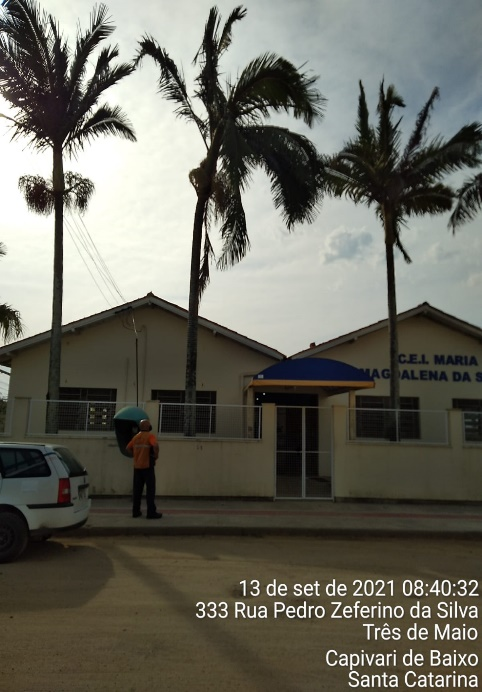 C.E.I. MARIA
MAGDALENA DA S
13 de set de 2021 08:40:32
333 Rua Pedro Zeferino da Silva
Três de Maio
Capivari de Baixo
Santa Catarina